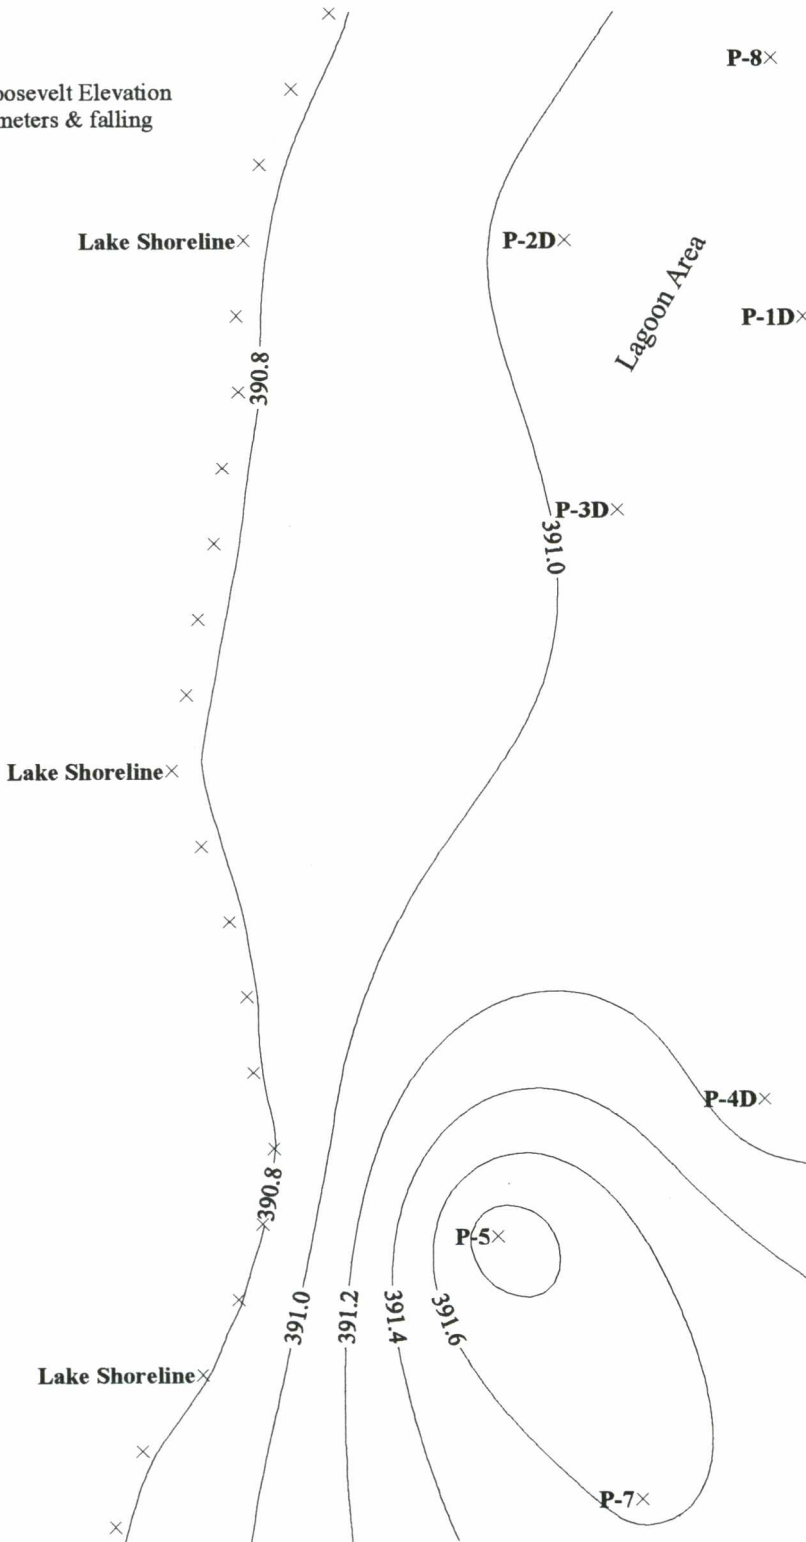 P-8
oosevelt Elevation
meters & falling
Lake Shoreline
P-2D
Lagoon Area
P-1D
390.8
P-3D
391.0
Lake Shoreline
P-4D
390.8
P-5
391.0
391.2
391.4
391.6
Lake Shoreline
P-7